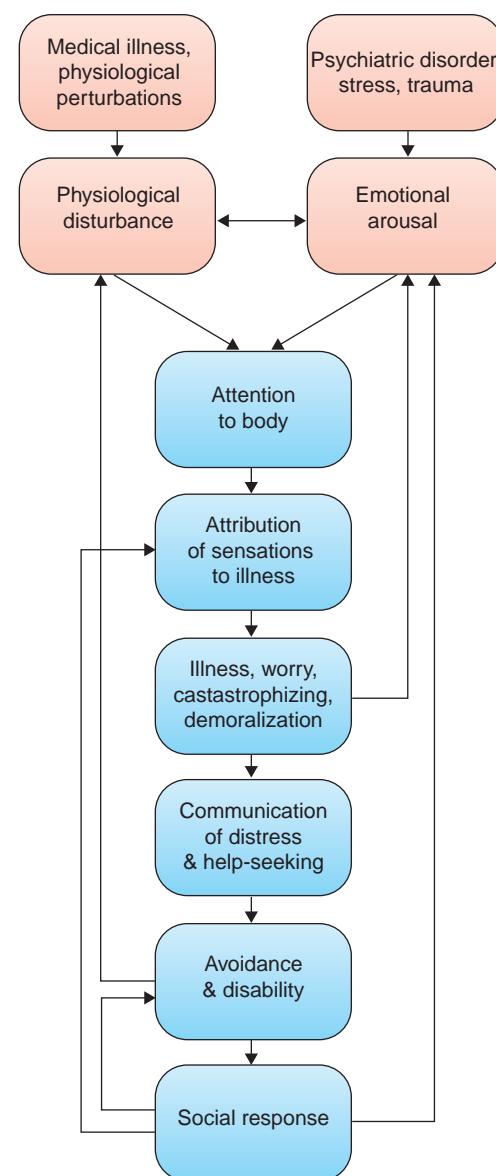 Medical illness,
physiological
perturbations
Psychiatric disorder,
stress, trauma
Physiological
disturbance
Emotional
arousal
Attention
to body
Attribution
of sensations
to illness
Illness, worry,
castastrophizing,
demoralization
Communication
of distress
& help-seeking
Avoidance
& disability
Social response